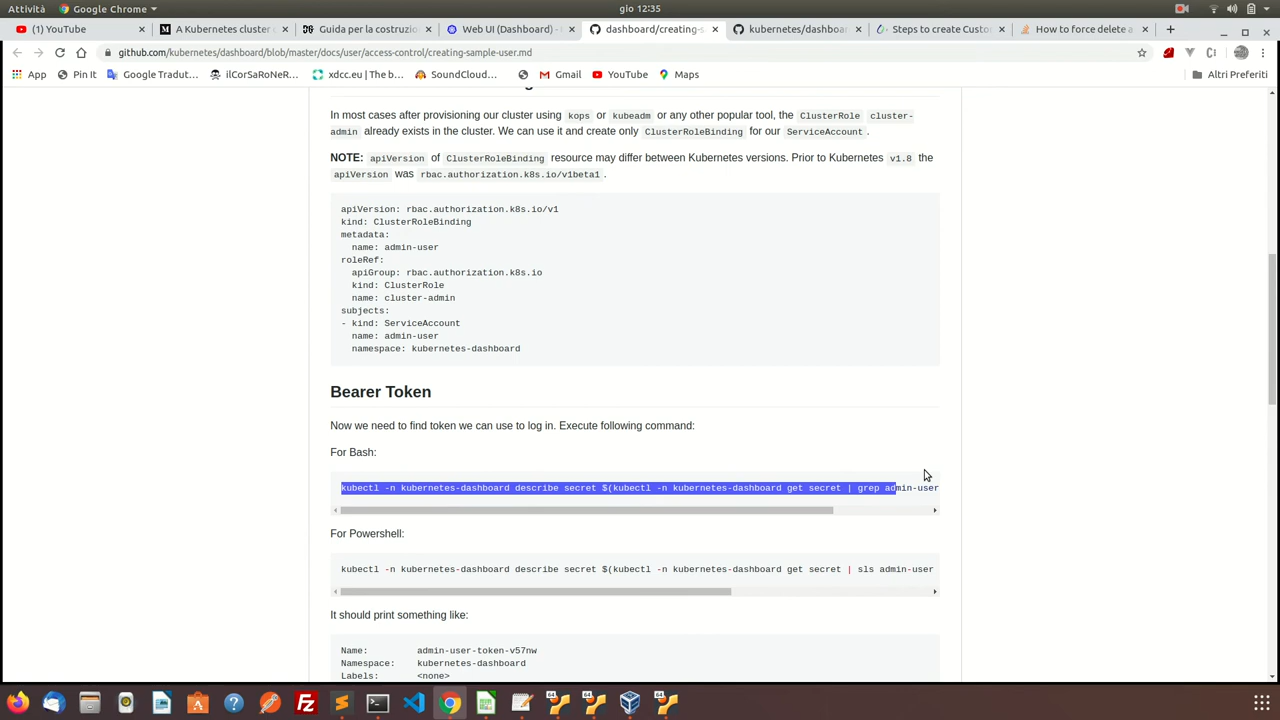 Attività
Google Chrome
gio 12:35
(1) YouTube
A Kubernetes cluster
Guida per la costruzio
Web UI (Dashboard) -
dashboard/creating-s
kubernetes/dashboar
Steps to create Custo
How to force delete a
github.com/kubernetes/dashboard/blob/master/docs/user/access-control/creating-sample-user.md
App
Pin It
Google Tradut...
ilCorSaRoNeR...
xdcc.eu | The b...
SoundCloud...
Gmail
YouTube
Maps
Altri Preferiti
In most cases after provisioning our cluster using kops or kubeadm or any other popular tool, the ClusterRole cluster-
admin already exists in the cluster. We can use it and create only ClusterRoleBinding for our ServiceAccount.
NOTE: apiVersion of ClusterRoleBinding resource may differ between Kubernetes versions. Prior to Kubernetes v1.8 the
apiVersion was rbac.authorization.k8s.io/v1beta1.
apiVersion: rbac.authorization.k8s.io/v1
kind: ClusterRoleBinding
metadata:
  name: admin-user
roleRef:
  apiGroup: rbac.authorization.k8s.io
  kind: ClusterRole
  name: cluster-admin
subjects:
- kind: ServiceAccount
  name: admin-user
  namespace: kubernetes-dashboard
Bearer Token
Now we need to find token we can use to log in. Execute following command:
For Bash:
kubectl -n kubernetes-dashboard describe secret $(kubectl -n kubernetes-dashboard get secret | grep admin-user
For Powershell:
kubectl -n kubernetes-dashboard describe secret $(kubectl -n kubernetes-dashboard get secret | sls admin-user
It should print something like:
Name: admin-user-token-v57nw
Namespace: kubernetes-dashboard
Labels: <none>